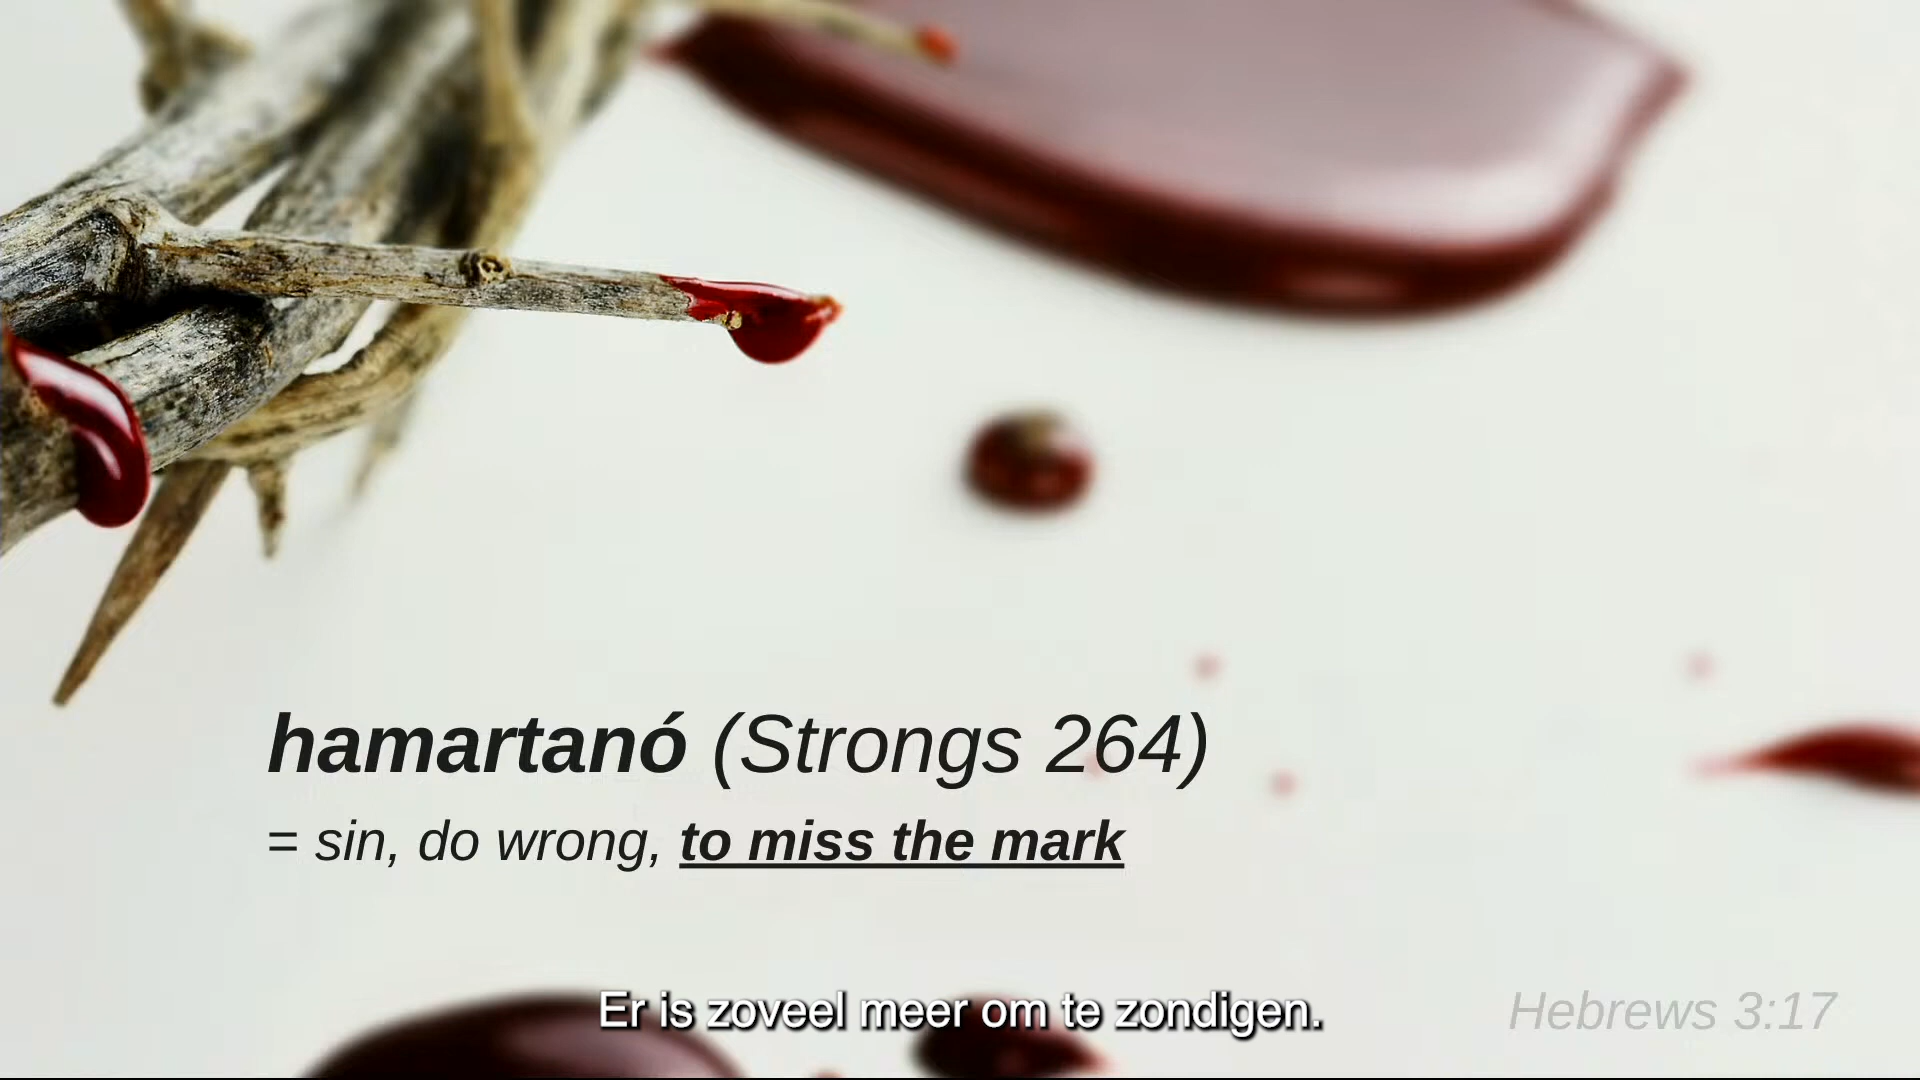 hamartanó (Strongs 264)
= sin, do wrong, to miss the mark
Er is zoveel meer om te zondigen.
Hebrews 3:17